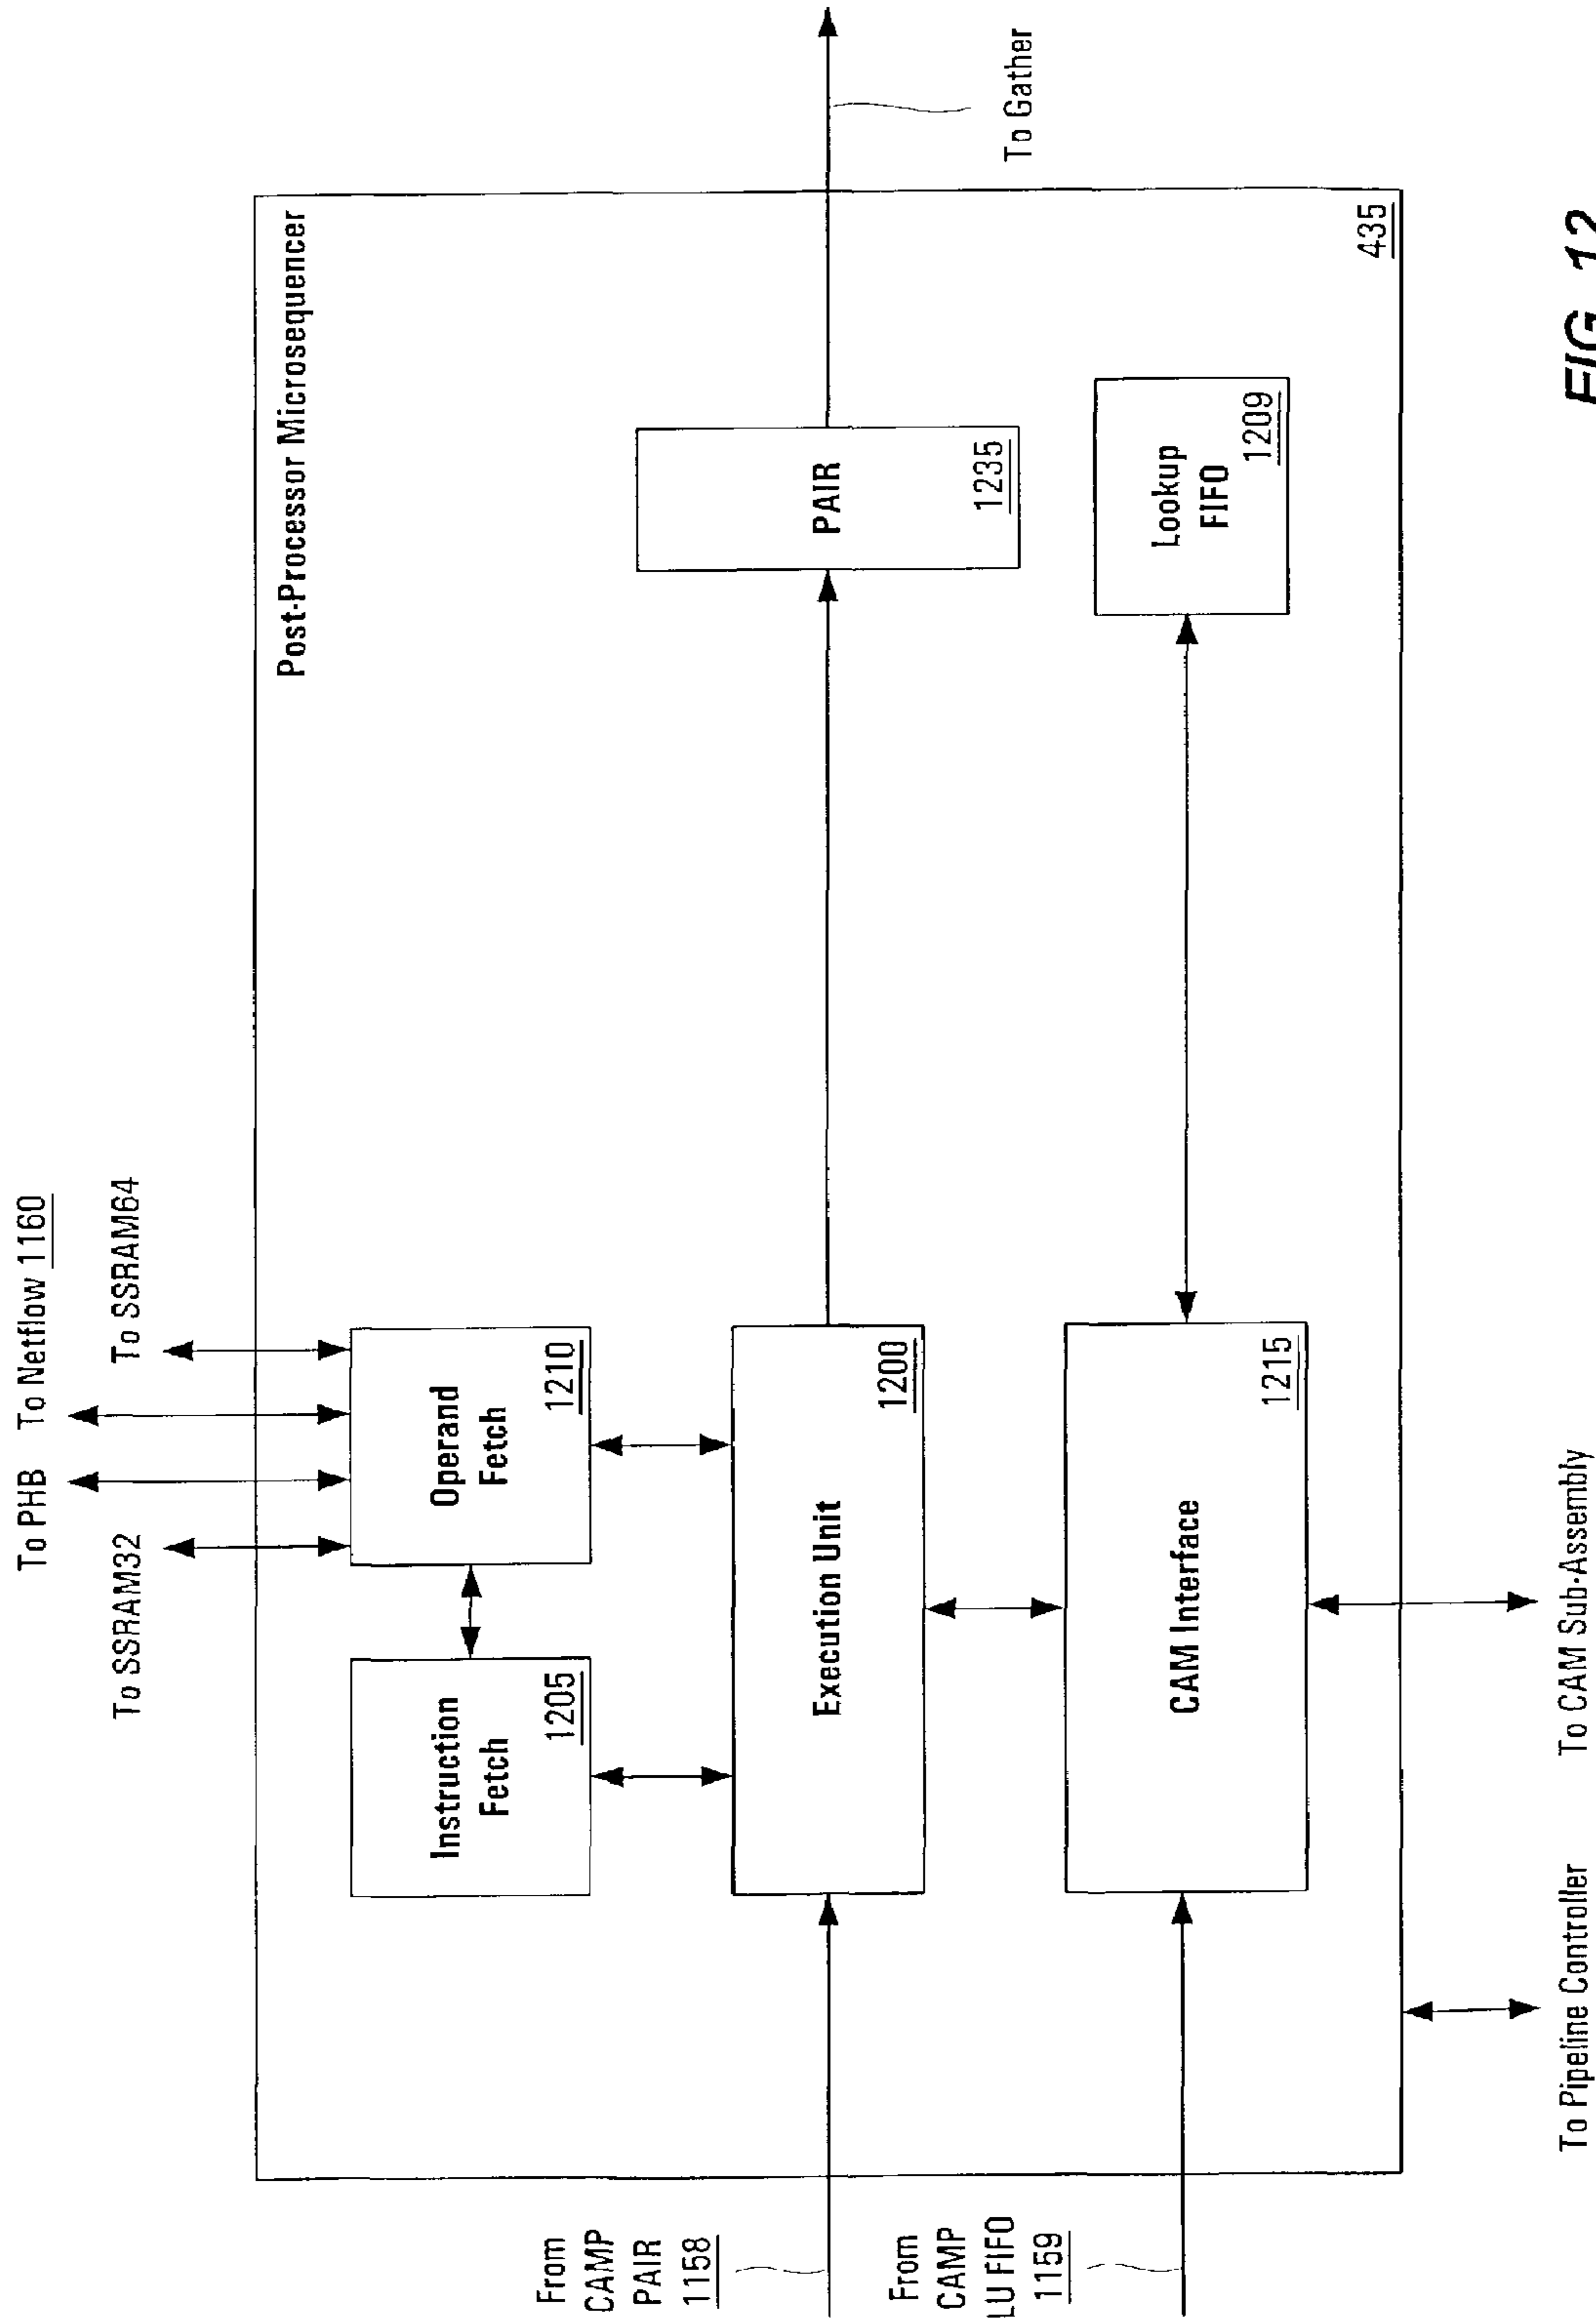 To PHB
To Netflow 1160
To SSRAM32
To SSRAM64
Post-Processor Microsequencer
Instruction
Fetch
1205
Operand
Fetch
1210
From
CAMP
PAIR
1158
Execution Unit
1200
PAIR
1235
To Gather
From
CAMP
LU FIFO
1159
CAM Interface
1215
Lookup
FIFO
1209
435
To Pipeline Controller
To CAM Sub-Assembly
FIG. 12